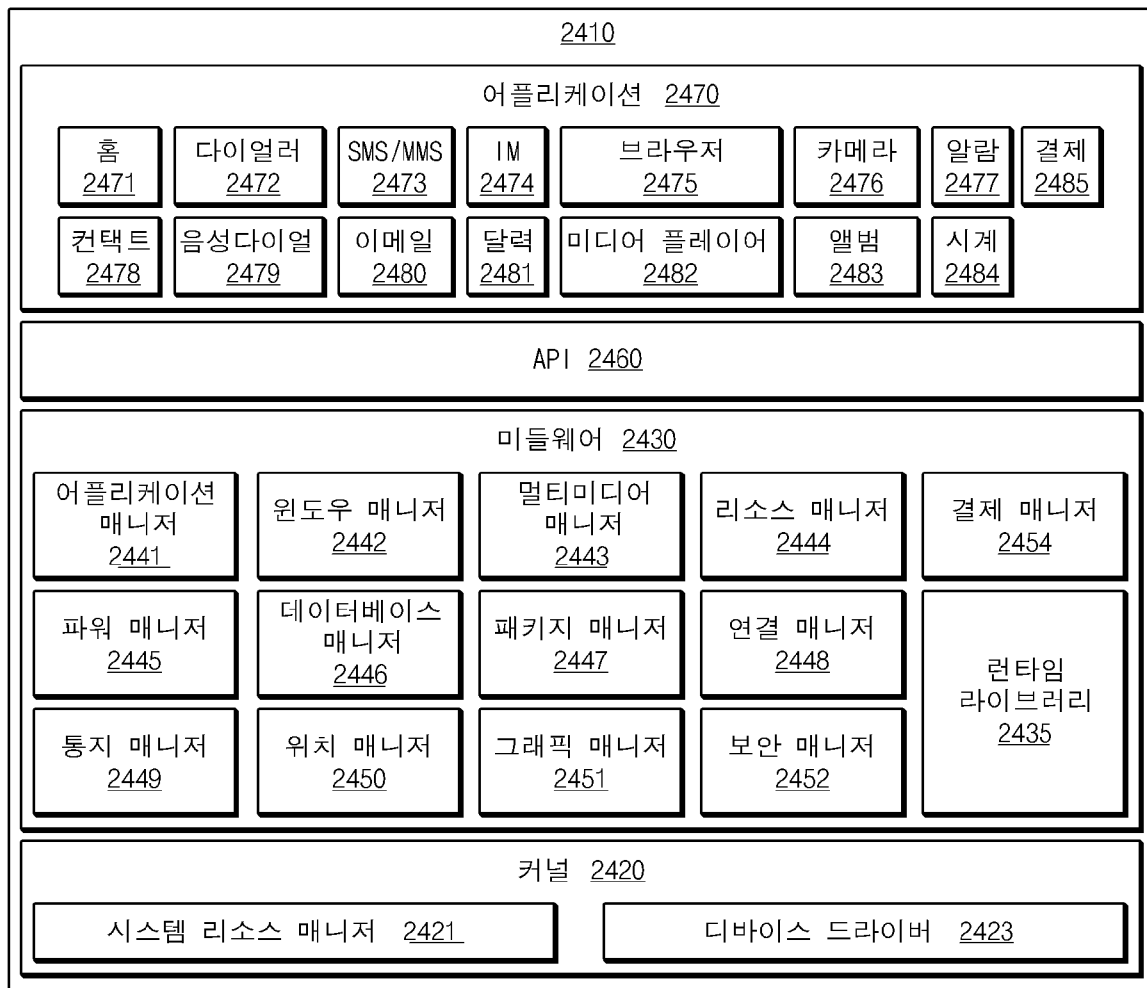 2410
어플리케이션 2470
홈
2471
다이얼러
2472
SMS/MMS
2473
IM
2474
브라우저
2475
카메라
2476
알람
2477
결제
2485
컨택트
2478
음성다이얼
2479
이메일
2480
달력
2481
미디어 플레이어
2482
앨범
2483
시계
2484
API 2460
미들웨어 2430
어플리케이션
매니저
2441
윈도우 매니저
2442
멀티미디어
매니저
2443
리소스 매니저
2444
결제 매니저
2454
파워 매니저
2445
데이터베이스
매니저
2446
패키지 매니저
2447
연결 매니저
2448
런타임
라이브러리
2435
통지 매니저
2449
위치 매니저
2450
그래픽 매니저
2451
보안 매니저
2452
커널 2420
시스템 리소스 매니저 2421
디바이스 드라이버 2423